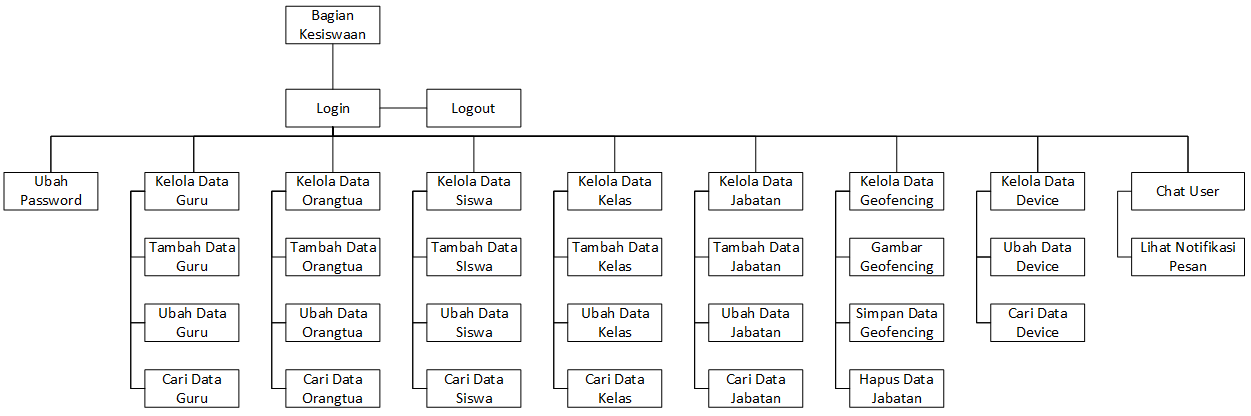 Bagian
Kesiswaan
Login
Logout
Ubah
Password
Kelola Data
Guru
Kelola Data
Orangtua
Kelola Data
Siswa
Kelola Data
Kelas
Kelola Data
Jabatan
Kelola Data
Geofencing
Kelola Data
Device
Chat User
Tambah Data
Guru
Tambah Data
Orangtua
Tambah Data
SIswa
Tambah Data
Kelas
Tambah Data
Jabatan
Gambar
Geofencing
Ubah Data
Device
Lihat Notifikasi
Pesan
Ubah Data
Guru
Ubah Data
Orangtua
Ubah Data
Siswa
Ubah Data
Kelas
Ubah Data
Jabatan
Simpan Data
Geofencing
Cari Data
Device
Cari Data
Guru
Cari Data
Orangtua
Cari Data
Siswa
Cari Data
Kelas
Cari Data
Jabatan
Hapus Data
Jabatan